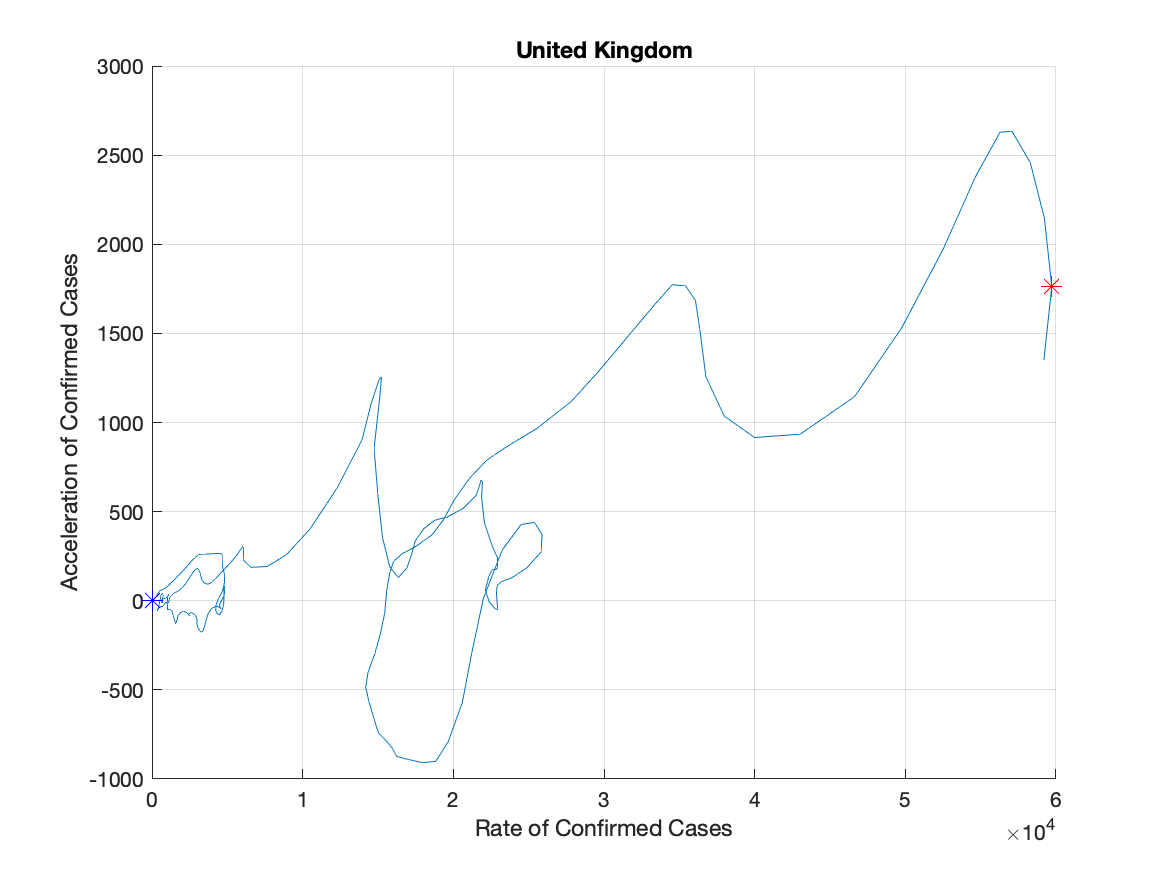 United Kingdom
3000
2500
2000
1500
1000
500
0
-500
-1000
Acceleration of Confirmed Cases
0 1 2 3 4 5 6
Rate of Confirmed Cases
×10^4